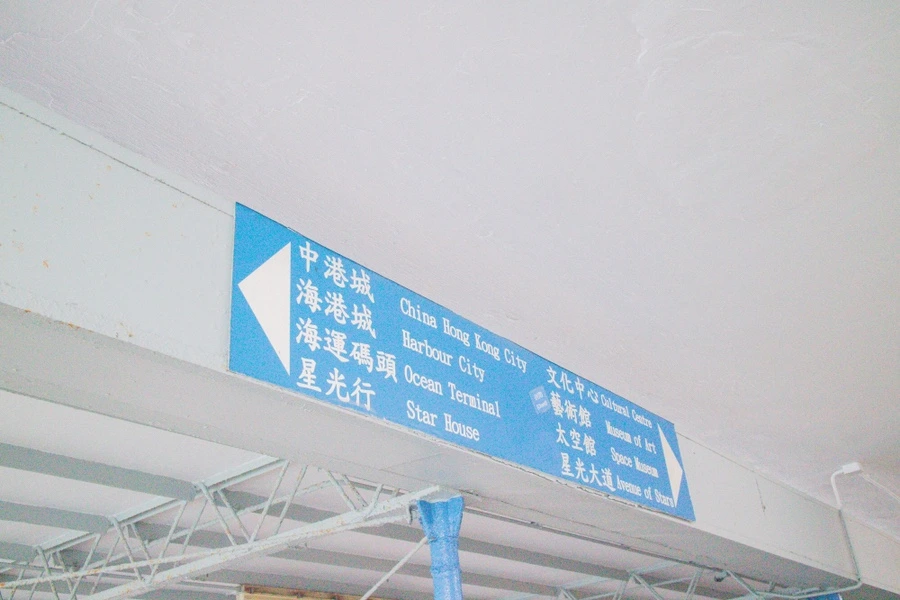 中港城 China Hong Kong City
海港城 Harbour City
海運碼頭 Ocean Terminal
星光行 Star House
文化中心 Cultural Centre
藝術館 Museum of Art
太空館 Space Museum
星光大道 Avenue of Stars